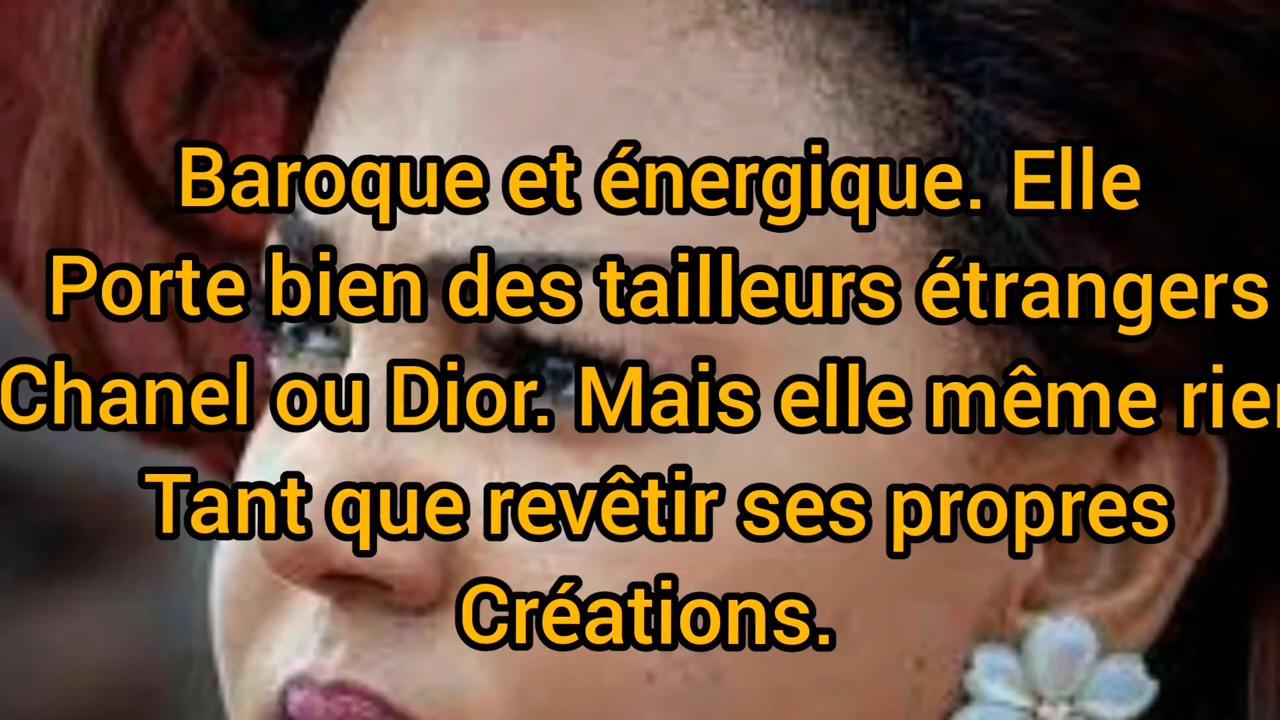 Baroque et énergique. Elle
Porte bien des tailleurs étrangers
Chanel ou Dior. Mais elle même
Tant que revêtir ses propres
Créations.